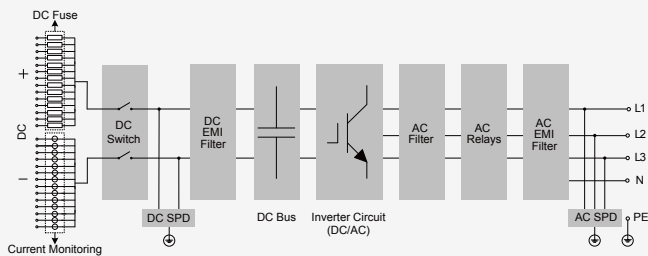 DC Fuse
+
DC
−
Current Monitoring
DC
Switch
DC SPD
DC
EMI
Filter
DC Bus
Inverter Circuit
(DC/AC)
AC
Filter
AC
Relays
AC
EMI
Filter
AC SPD
L1
L2
L3
N
PE